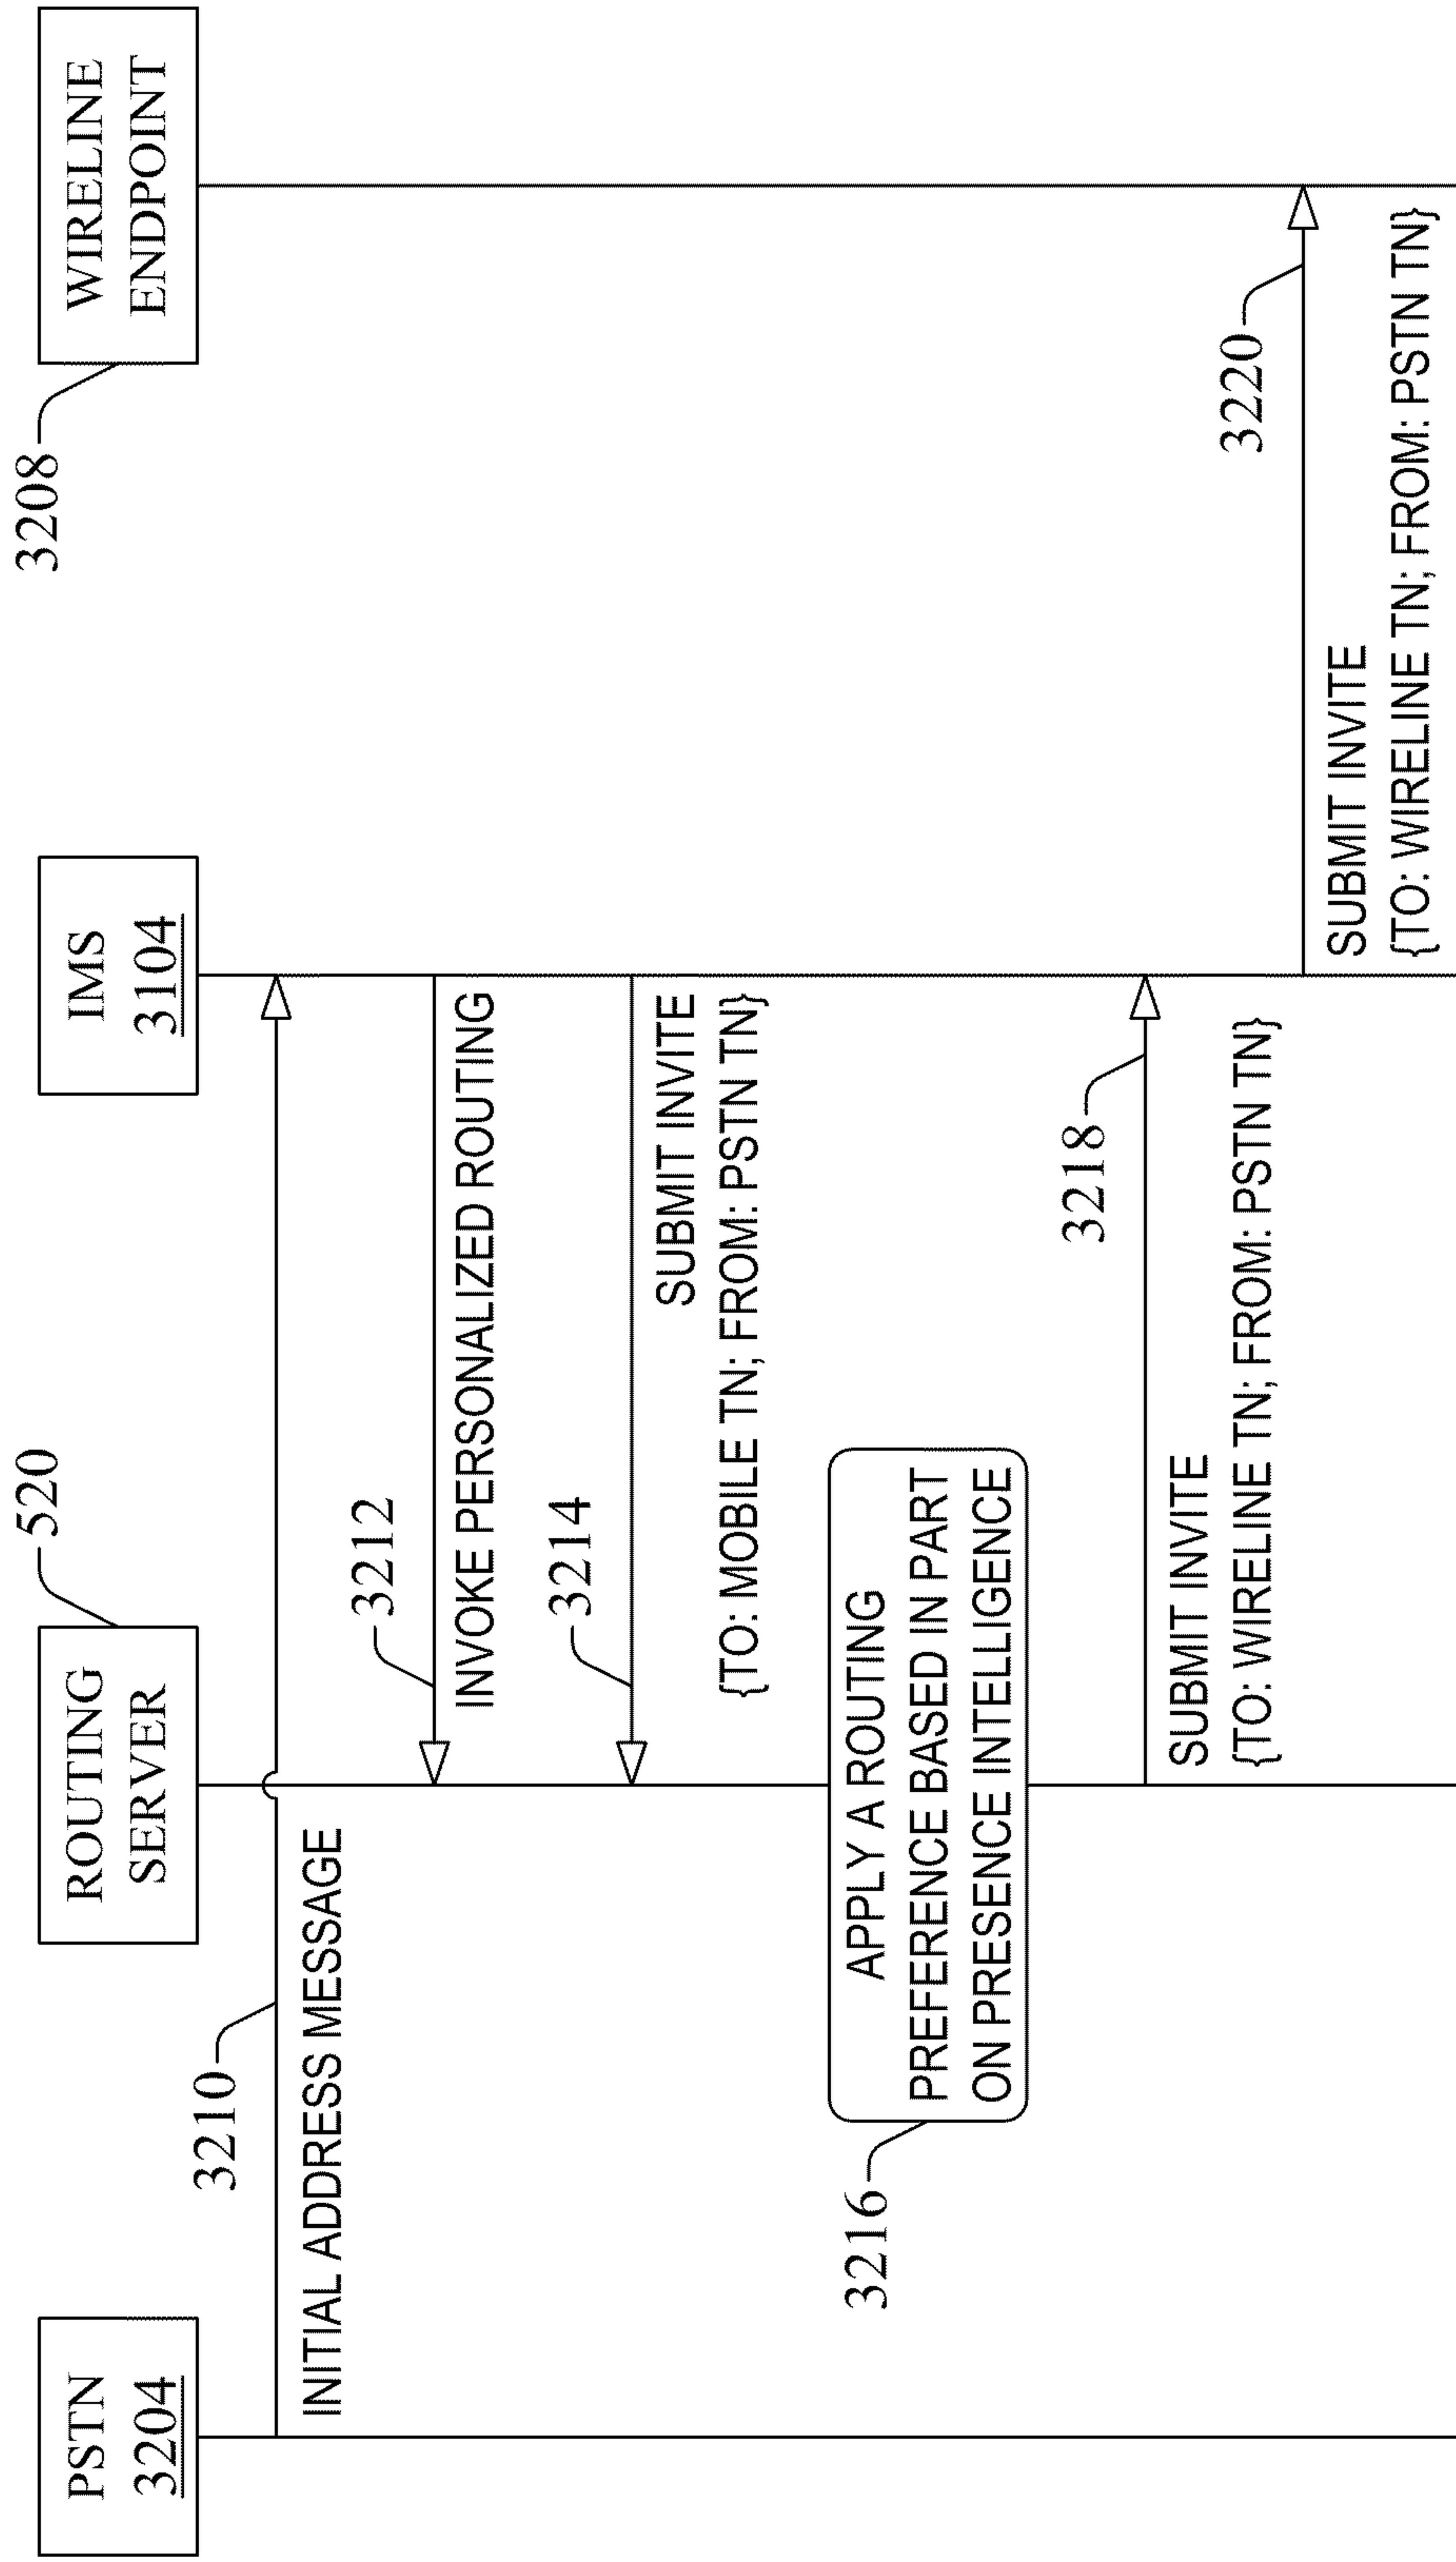 PSTN
3204
ROUTING
SERVER
520
IMS
3104
WIRELINE
ENDPOINT
3208
3210
INITIAL ADDRESS MESSAGE
3212
INVOKE PERSONALIZED ROUTING
3214
SUBMIT INVITE
{TO: MOBILE TN; FROM: PSTN TN}
APPLY A ROUTING
PREFERENCE BASED IN PART
ON PRESENCE INTELLIGENCE
3216
3218
SUBMIT INVITE
{TO: WIRELINE TN; FROM: PSTN TN}
3220
SUBMIT INVITE
{TO: WIRELINE TN; FROM: PSTN TN}